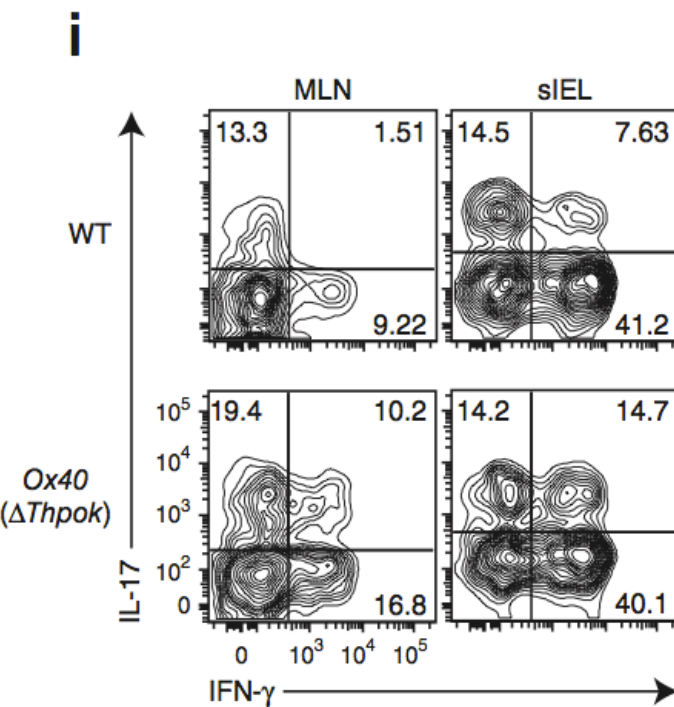 i
MLN sIEL
WT
13.3 1.51
9.22
14.5 7.63
41.2
Ox40
(ΔThpok)
19.4 10.2
16.8
14.2 14.7
40.1
10⁵
10⁴
10³
10²
0
IL-17
0 10³ 10⁴ 10⁵
IFN-γ